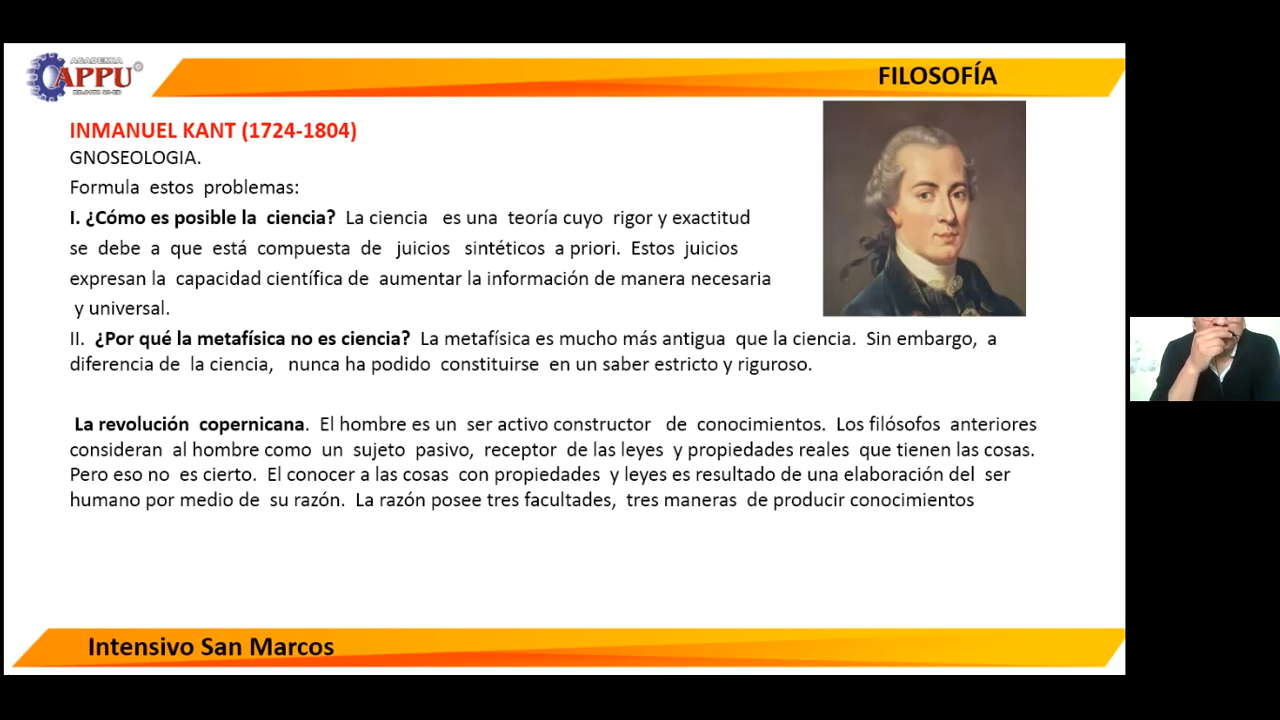 ACADEMIA
APPU
FILOSOFÍA
INMANUEL KANT (1724-1804)
GNOSEOLOGIA.
Formula estos problemas:
I. ¿Cómo es posible la ciencia? La ciencia es una teoría cuyo rigor y exactitud
se debe a que está compuesta de juicios sintéticos a priori. Estos juicios
expresan la capacidad científica de aumentar la información de manera necesaria
y universal.
II. ¿Por qué la metafísica no es ciencia? La metafísica es mucho más antigua que la ciencia. Sin embargo, a
diferencia de la ciencia, nunca ha podido constituirse en un saber estricto y riguroso.
La revolución copernicana. El hombre es un ser activo constructor de conocimientos. Los filósofos anteriores
consideran al hombre como un sujeto pasivo, receptor de las leyes y propiedades reales que tienen las cosas.
Pero eso no es cierto. El conocer a las cosas con propiedades y leyes es resultado de una elaboración del ser
humano por medio de su razón. La razón posee tres facultades, tres maneras de producir conocimientos
Intensivo San Marcos